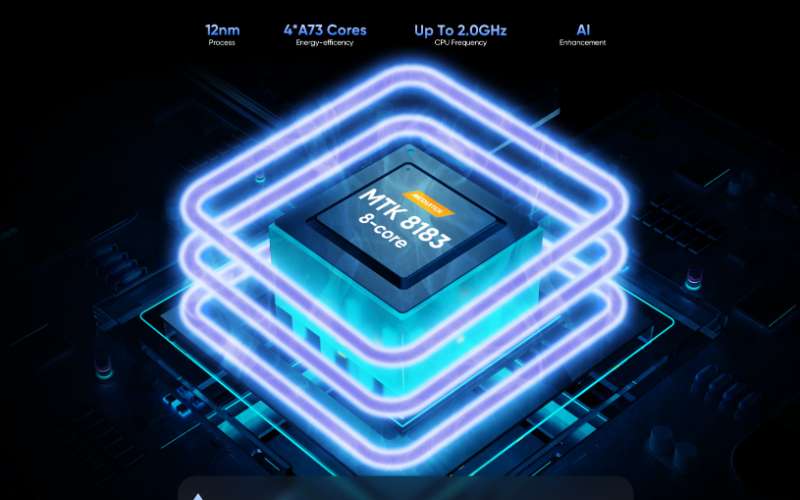 12nm
Process
4*A73 Cores
Energy-efficency
Up To 2.0GHz
CPU Frequency
AI
Enhancement
MEDIATEK
MTK 8183
8-core